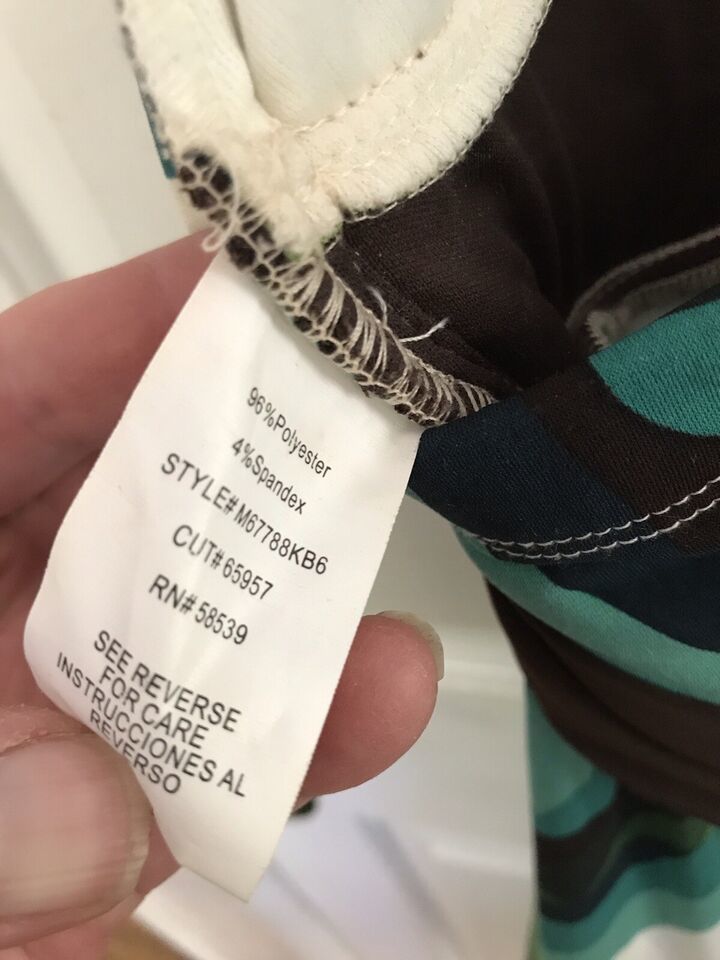 96%Polyester
4%Spandex
STYLE#M67788KB6
CUT#65957
RN#58539
SEE REVERSE
FOR CARE
INSTRUCCIONES AL
REVERSO